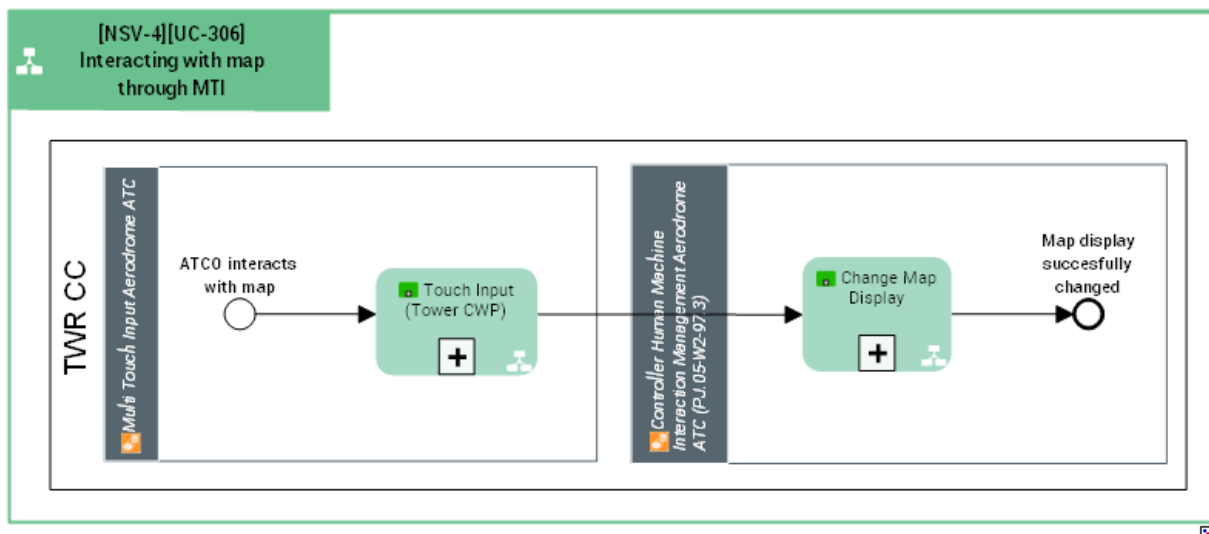 [NSV-4][UC-306]
Interacting with map
through MTI
TWR CC
Multi Touch Input Aerodrome ATC
ATCO interacts
with map
Touch Input
(Tower CWP)
Controller Human Machine
Interaction Management Aerodrome
ATC (PJ.05-W2-97.3)
Change Map
Display
Map display
succesfully
changed